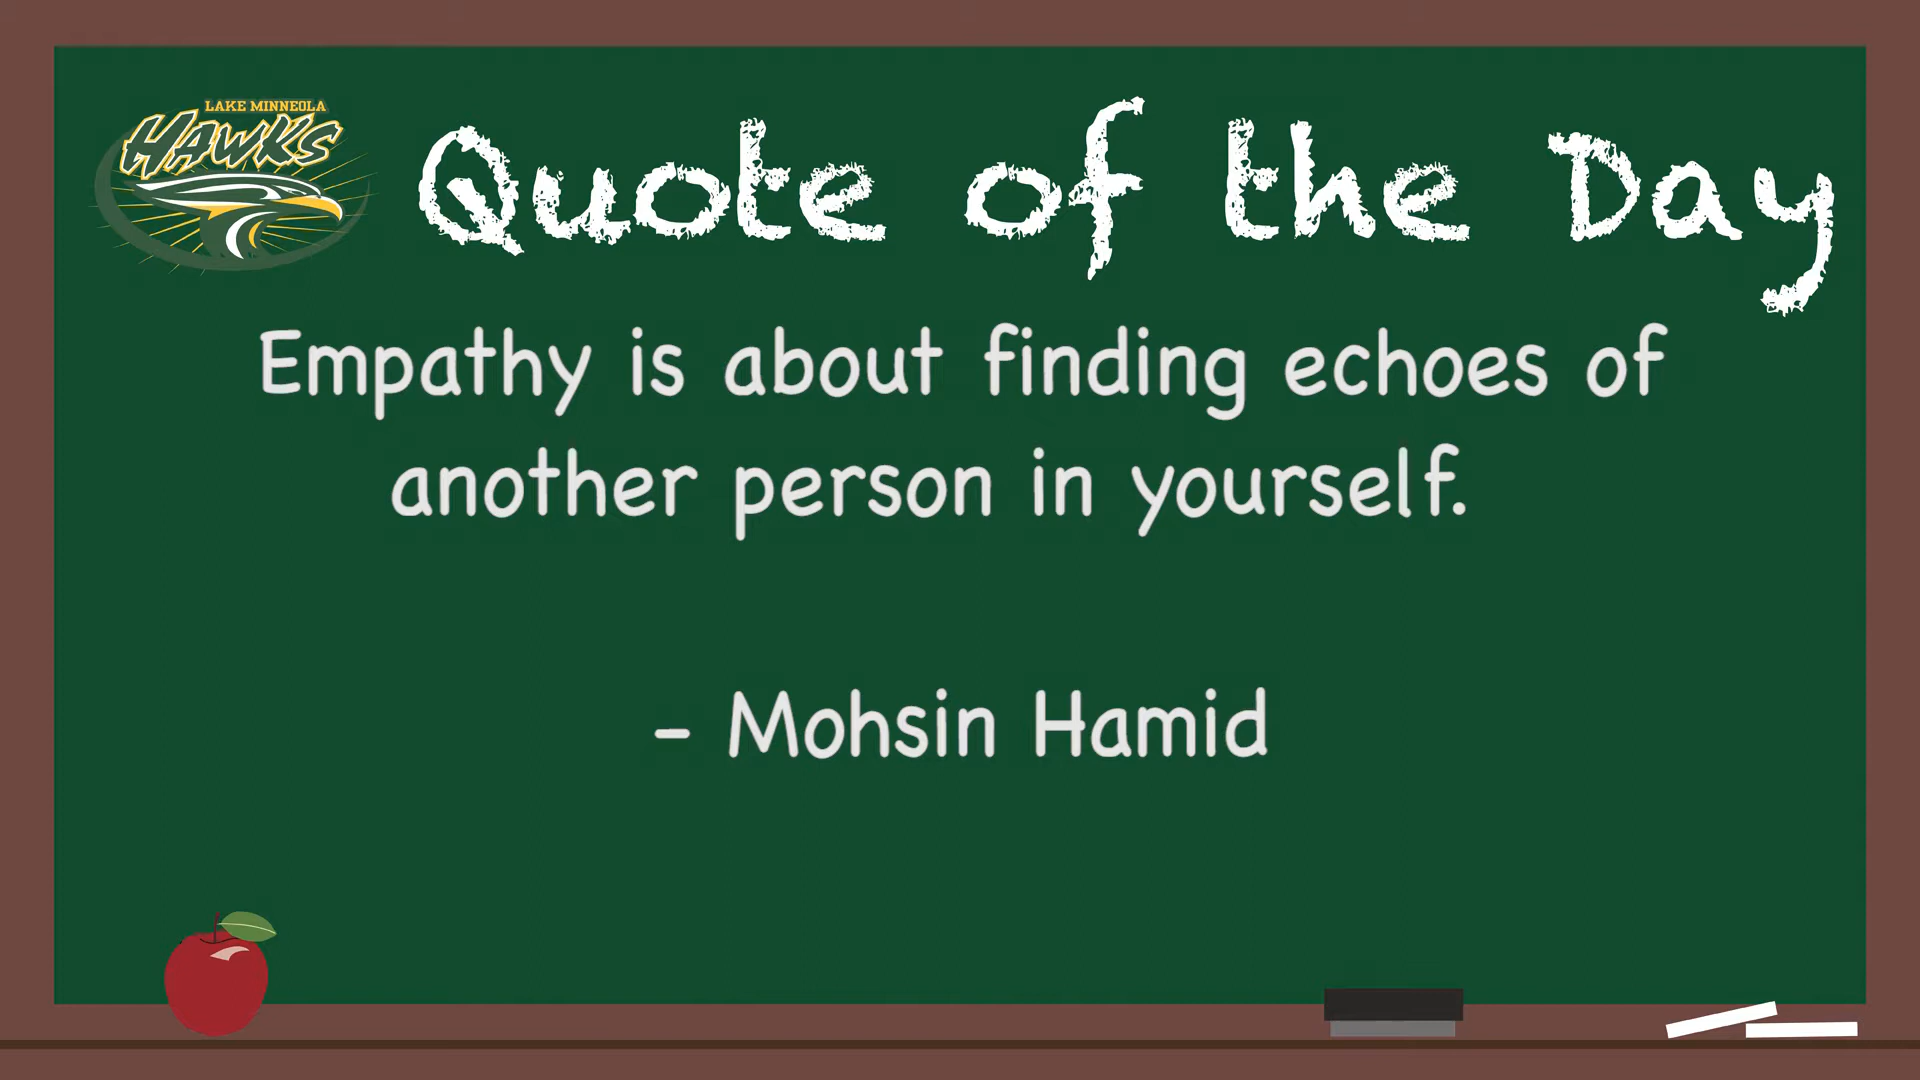 LAKE MINNEOLA
HAWKS
Quote of the Day
Empathy is about finding echoes of
another person in yourself.
- Mohsin Hamid